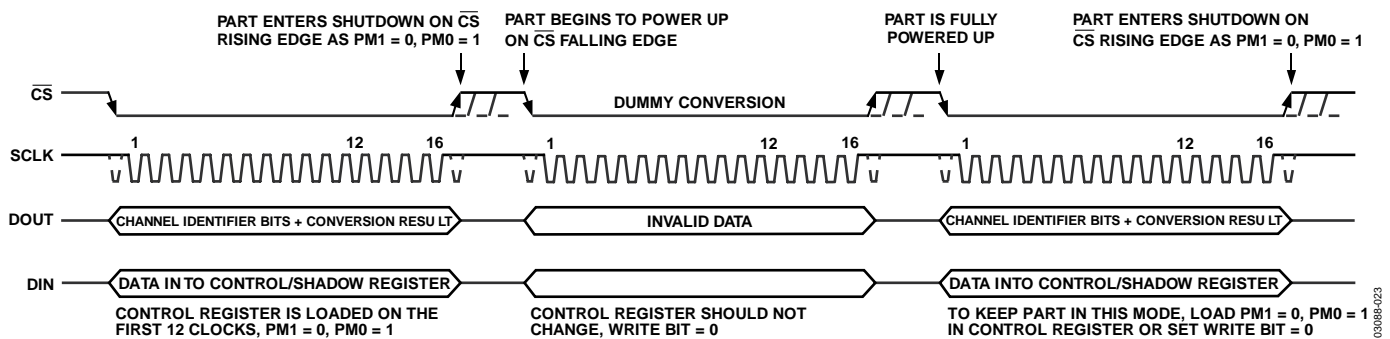 PART ENTERS SHUTDOWN ON CS
RISING EDGE AS PM1 = 0, PM0 = 1
PART BEGINS TO POWER UP
ON CS FALLING EDGE
PART IS FULLY
POWERED UP
PART ENTERS SHUTDOWN ON
CS RISING EDGE AS PM1 = 0, PM0 = 1
CS
DUMMY CONVERSION
SCLK
1 12 16
1 12 16
1 12 16
DOUT
CHANNEL IDENTIFIER BITS + CONVERSION RESU LT
INVALID DATA
CHANNEL IDENTIFIER BITS + CONVERSION RESU LT
DIN
DATA IN TO CONTROL/SHADOW REGISTER
DATA INTO CONTROL/SHADOW REGISTER
CONTROL REGISTER IS LOADED ON THE
FIRST 12 CLOCKS, PM1 = 0, PM0 = 1
CONTROL REGISTER SHOULD NOT
CHANGE, WRITE BIT = 0
TO KEEP PART IN THIS MODE, LOAD PM1 = 0, PM0 = 1
IN CONTROL REGISTER OR SET WRITE BIT = 0
03088-023